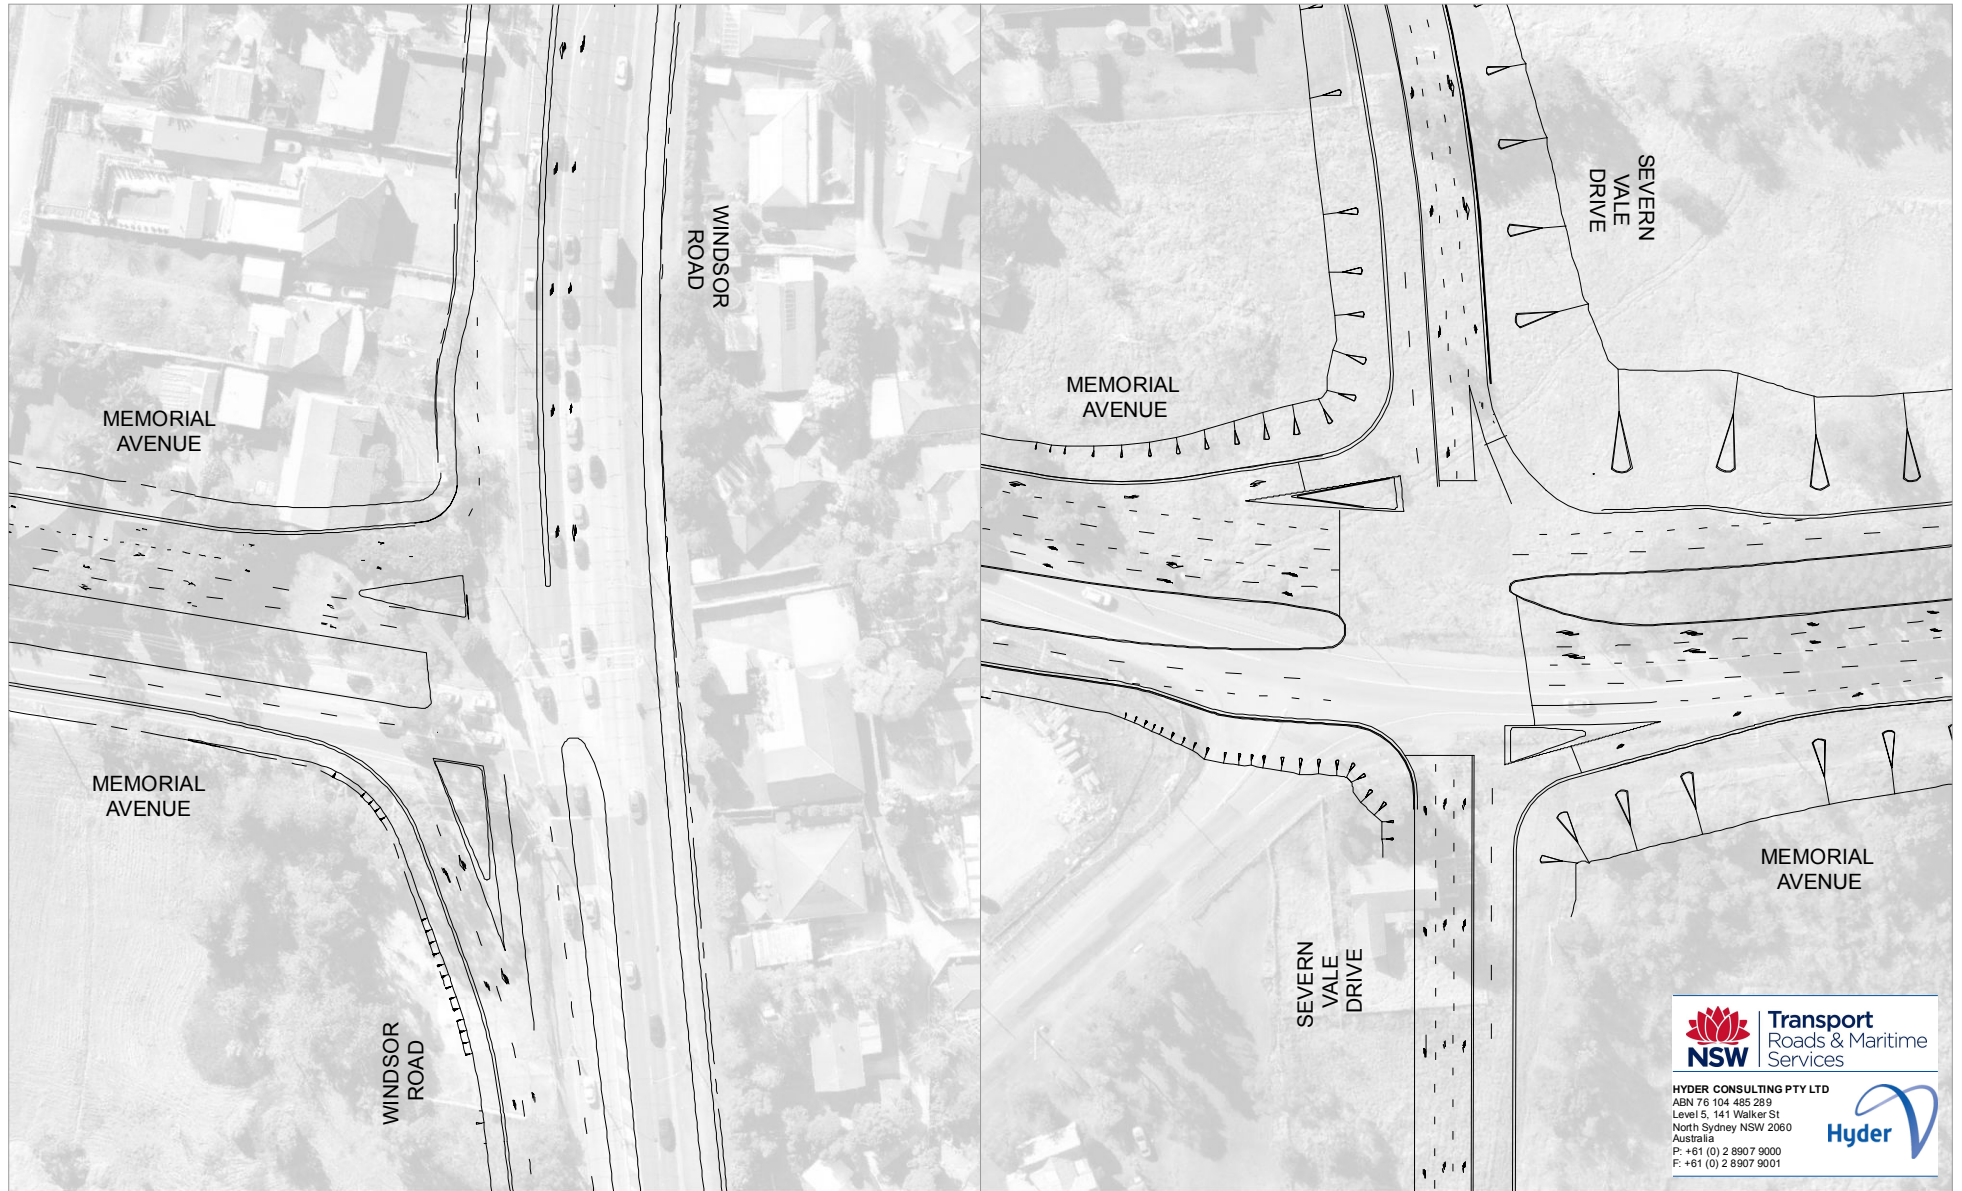 MEMORIAL
AVENUE
WINDSOR
ROAD
MEMORIAL
AVENUE
WINDSOR
ROAD
MEMORIAL
AVENUE
SEVERN
VALE
DRIVE
SEVERN
VALE
DRIVE
MEMORIAL
AVENUE
NSW
Transport
Roads & Maritime
Services
HYDER CONSULTING PTY LTD
ABN 76 104 485 289
Level 5, 141 Walker St
North Sydney NSW 2060
Australia
P: +61 (0) 2 8907 9000
F: +61 (0) 2 8907 9001
Hyder